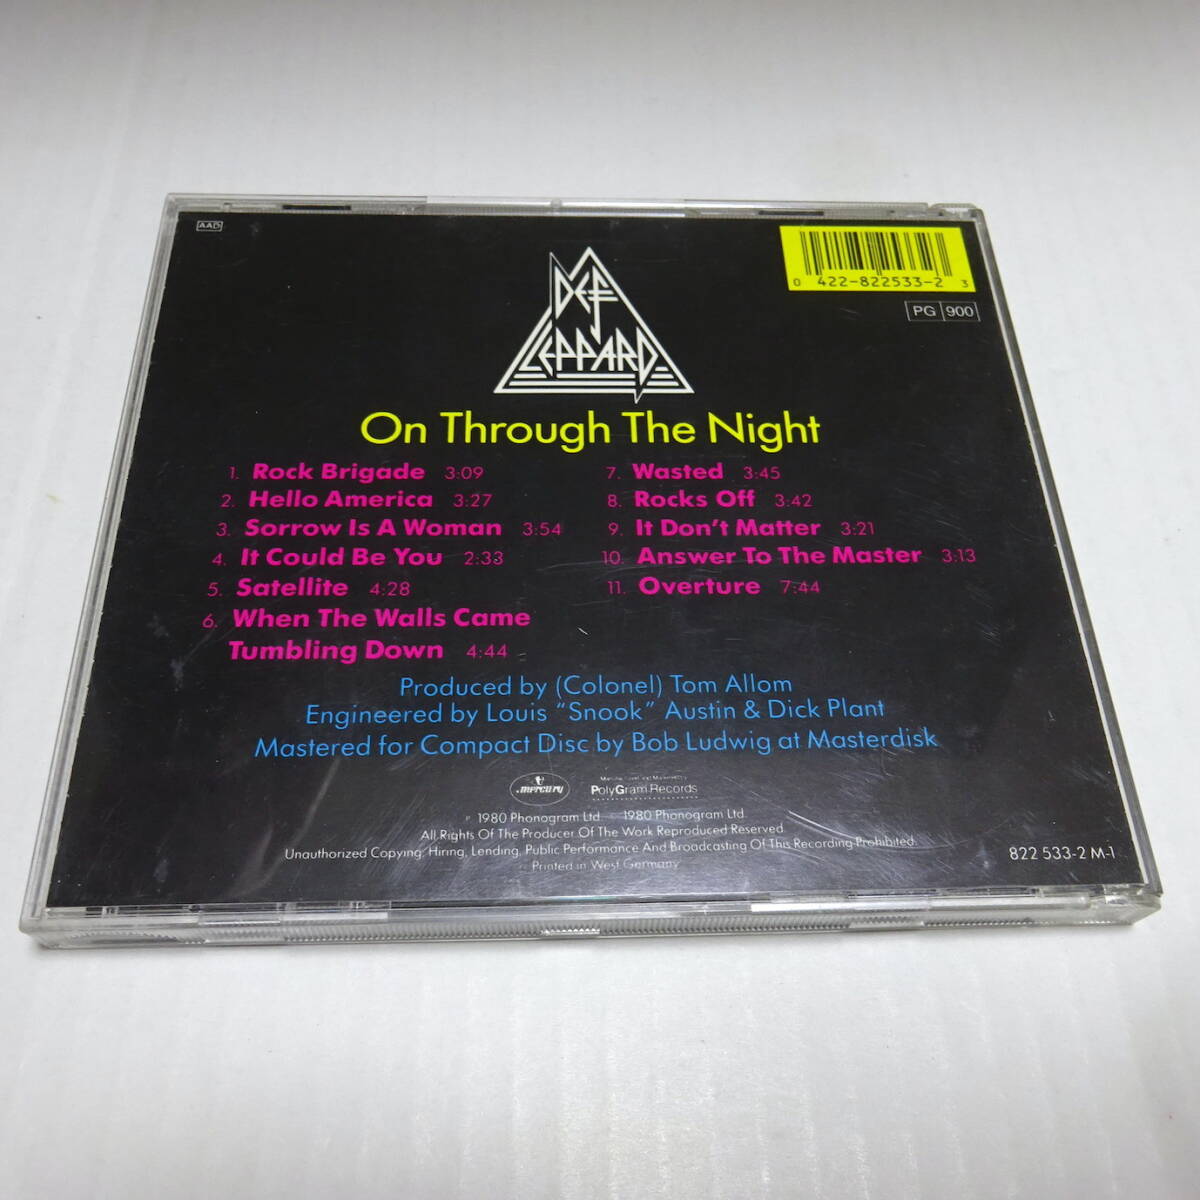 AAD
DEF
LEPPARD
0 422-822533-2 3
PG 900
On Through The Night
1. Rock Brigade 3:09
2. Hello America 3:27
3. Sorrow Is A Woman 3:54
4. It Could Be You 2:33
5. Satellite 4:28
6. When The Walls Came
Tumbling Down 4:44
7. Wasted 3:45
8. Rocks Off 3:42
9. It Don't Matter 3:21
10. Answer To The Master 3:13
11. Overture 7:44
Produced by (Colonel) Tom Allom
Engineered by Louis "Snook" Austin & Dick Plant
Mastered for Compact Disc by Bob Ludwig at Masterdisk
mercury
Manufactured and Marketed by
PolyGram Records
℗ 1980 Phonogram Ltd. © 1980 Phonogram Ltd.
All Rights Of The Producer Of The Work Reproduced Reserved
Unauthorized Copying, Hiring, Lending, Public Performance And Broadcasting Of This Recording Prohibited.
Printed in West Germany
822 533-2 M-1